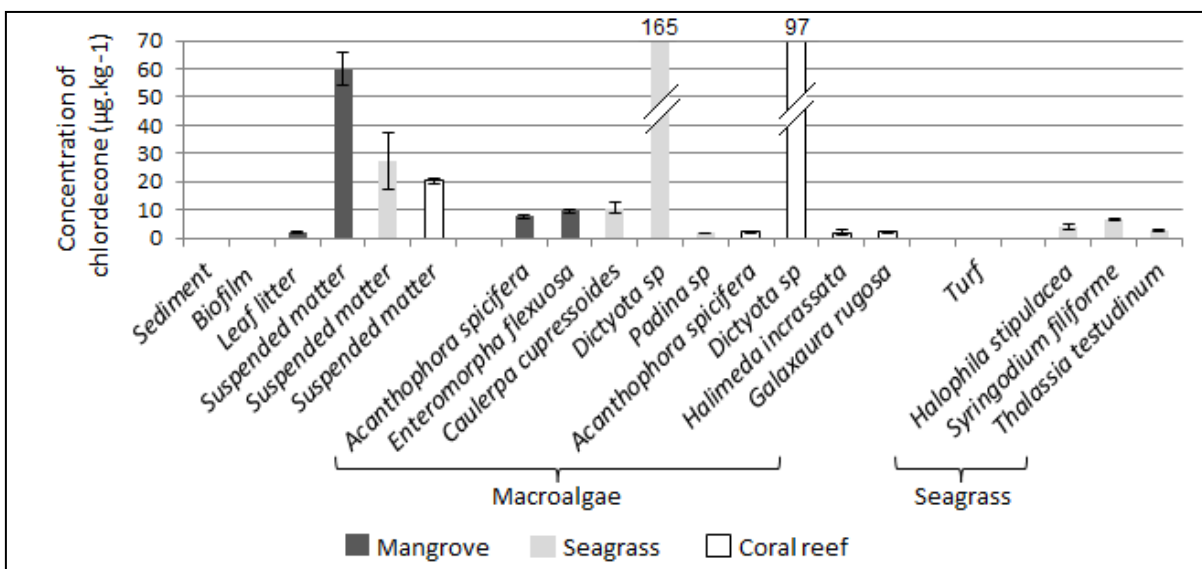 165
97
Concentration of
chlordecone (µg.kg-1)
70
60
50
40
30
20
10
0
Sediment
Biofilm
Leaf litter
Suspended matter
Suspended matter
Suspended matter
Acanthophora spicifera
Enteromorpha flexuosa
Caulerpa cupressoides
Dictyota sp
Padina sp
Acanthophora spicifera
Dictyota sp
Halimeda incrassata
Galaxaura rugosa
Turf
Halophila stipulacea
Syringodium filiforme
Thalassia testudinum
Macroalgae
Seagrass
Mangrove
Seagrass
Coral reef